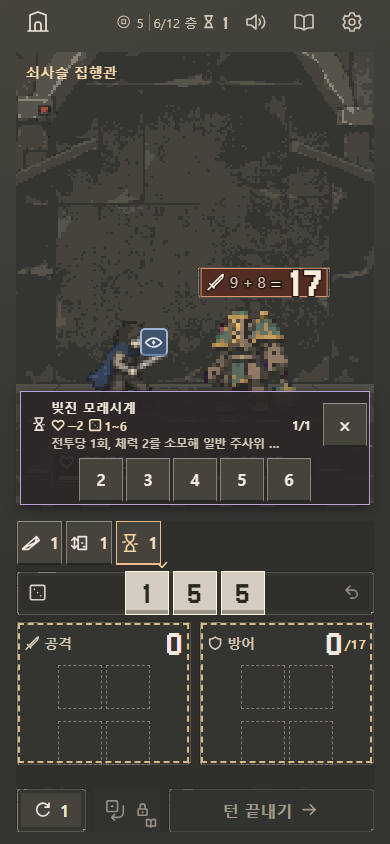 5 6/12 층 1
쇠사슬 집행관
9 + 8 = 17
빚진 모래시계
−2 1~6
1/1
×
전투당 1회, 체력 2를 소모해 일반 주사위 ...
2 3 4 5 6
1 1 1
1 5 5
공격 0
방어 0/17
1
턴 끝내기 →